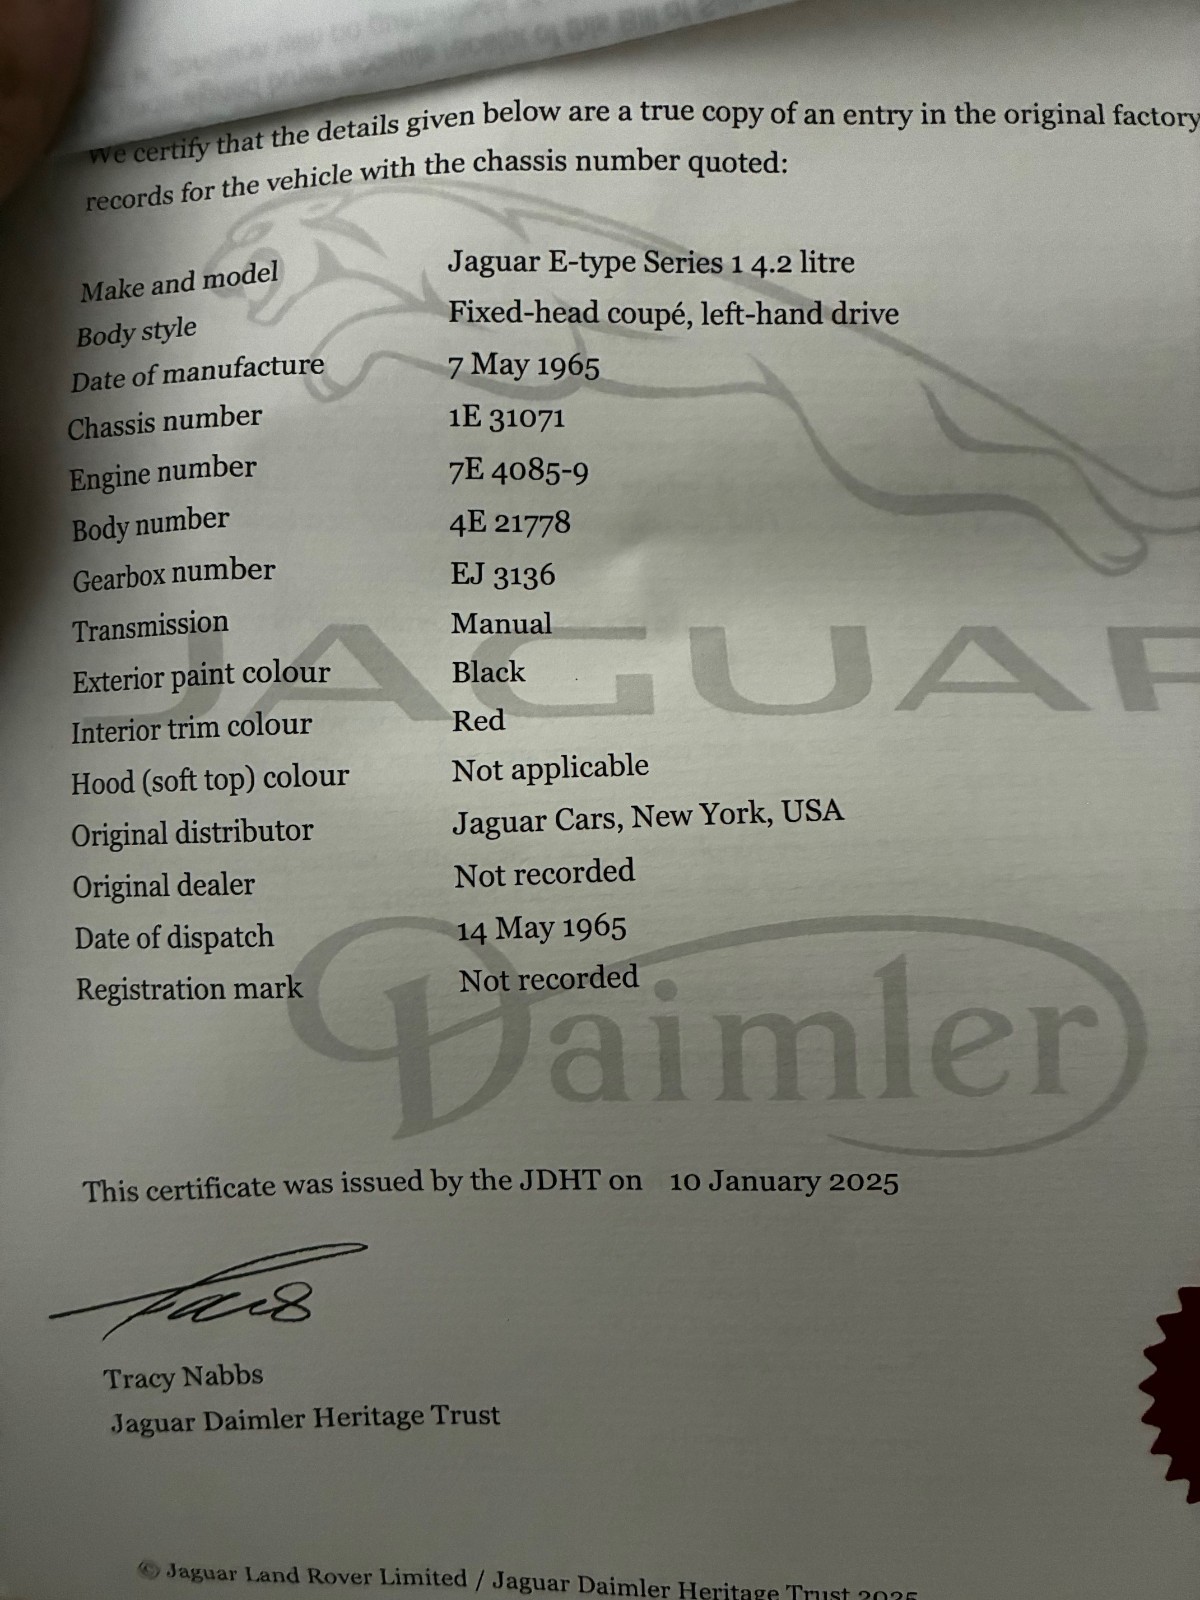 We certify that the details given below are a true copy of an entry in the original factory
records for the vehicle with the chassis number quoted:
Make and model Jaguar E-type Series 1 4.2 litre
Body style Fixed-head coupé, left-hand drive
Date of manufacture 7 May 1965
Chassis number 1E 31071
Engine number 7E 4085-9
Body number 4E 21778
Gearbox number EJ 3136
Transmission Manual
JAGUAR
Exterior paint colour Black
Interior trim colour Red
Hood (soft top) colour Not applicable
Original distributor Jaguar Cars, New York, USA
Original dealer Not recorded
Date of dispatch 14 May 1965
Registration mark Not recorded
Daimler
This certificate was issued by the JDHT on 10 January 2025
Tracy Nabbs
Jaguar Daimler Heritage Trust
© Jaguar Land Rover Limited / Jaguar Daimler Heritage Trust 2025